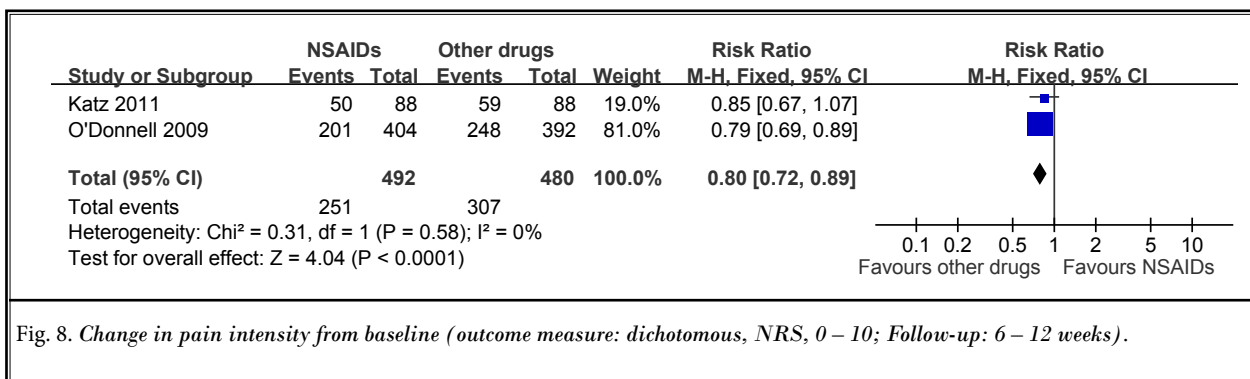 NSAIDs Other drugs Risk Ratio Risk Ratio
Study or Subgroup Events Total Events Total Weight M-H, Fixed, 95% CI M-H, Fixed, 95% CI
Katz 2011 50 88 59 88 19.0% 0.85 [0.67, 1.07]
O'Donnell 2009 201 404 248 392 81.0% 0.79 [0.69, 0.89]
Total (95% CI) 492 480 100.0% 0.80 [0.72, 0.89]
Total events 251 307
Heterogeneity: Chi² = 0.31, df = 1 (P = 0.58); I² = 0%
Test for overall effect: Z = 4.04 (P < 0.0001)
0.1 0.2 0.5 1 2 5 10
Favours other drugs Favours NSAIDs
Fig. 8. Change in pain intensity from baseline (outcome measure: dichotomous, NRS, 0 – 10; Follow-up: 6 – 12 weeks).